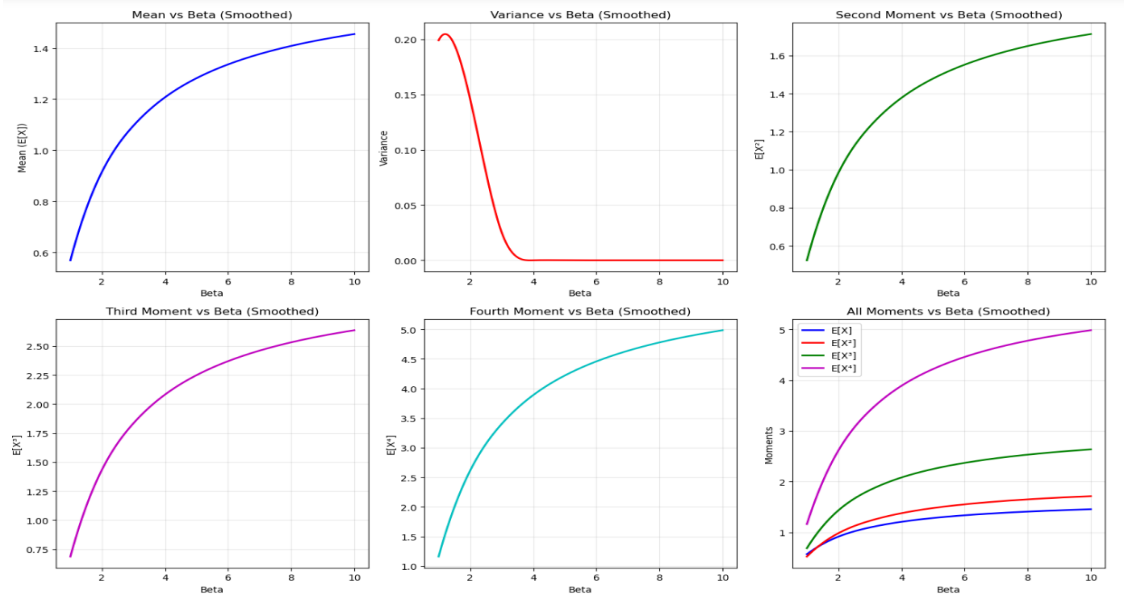 Mean vs Beta (Smoothed)
Mean (E[X])
1.4
1.2
1.0
0.8
0.6
2 4 6 8 10
Beta
Variance vs Beta (Smoothed)
Variance
0.20
0.15
0.10
0.05
0.00
2 4 6 8 10
Beta
Second Moment vs Beta (Smoothed)
E[X²]
1.6
1.4
1.2
1.0
0.8
0.6
2 4 6 8 10
Beta
Third Moment vs Beta (Smoothed)
E[X³]
2.50
2.25
2.00
1.75
1.50
1.25
1.00
0.75
2 4 6 8 10
Beta
Fourth Moment vs Beta (Smoothed)
E[X⁴]
5.0
4.5
4.0
3.5
3.0
2.5
2.0
1.5
1.0
2 4 6 8 10
Beta
All Moments vs Beta (Smoothed)
E[X]
E[X²]
E[X³]
E[X⁴]
Moments
5
4
3
2
1
2 4 6 8 10
Beta